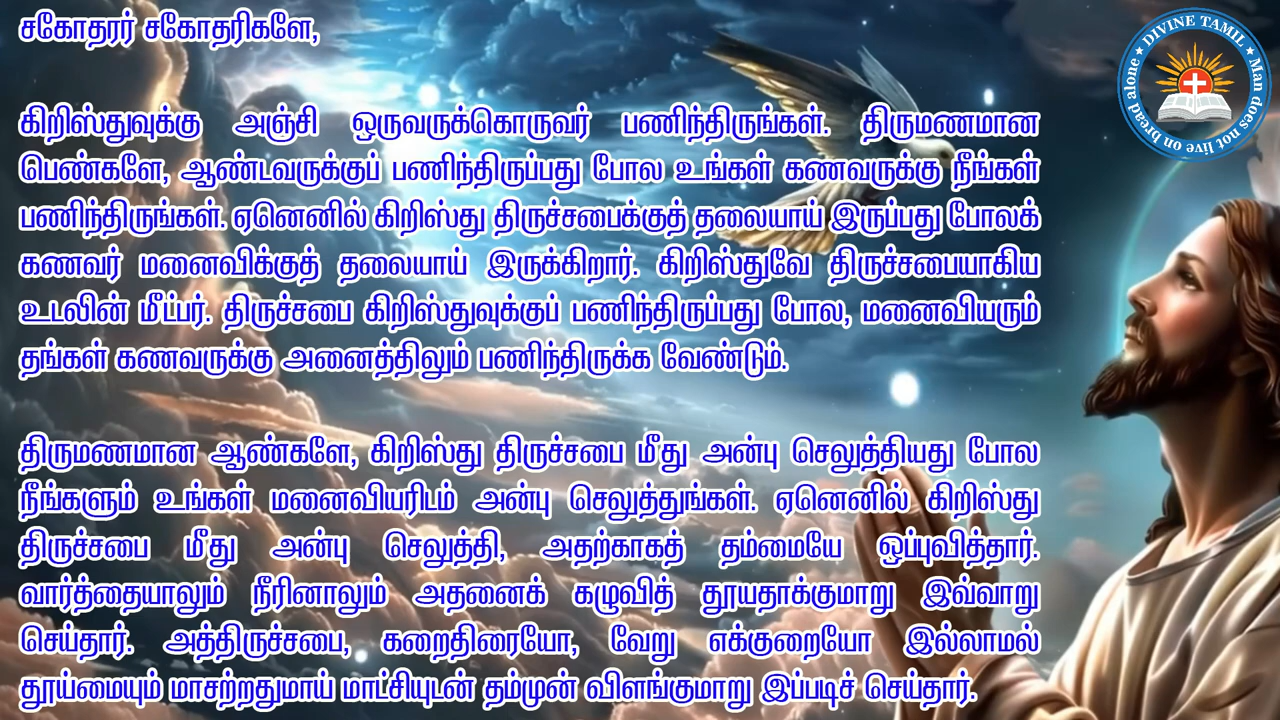 சகோதரர் சகோதரிகளே,
கிறிஸ்துவுக்கு அஞ்சி ஒருவருக்கொருவர் பணிந்திருங்கள். திருமணமான
பெண்களே, ஆண்டவருக்குப் பணிந்திருப்பது போல உங்கள் கணவருக்கு நீங்கள்
பணிந்திருங்கள். ஏனெனில் கிறிஸ்து திருச்சபைக்குத் தலையாய் இருப்பது போலக்
கணவர் மனைவிக்குத் தலையாய் இருக்கிறார். கிறிஸ்துவே திருச்சபையாகிய
உடலின் மீட்பர். திருச்சபை கிறிஸ்துவுக்குப் பணிந்திருப்பது போல, மனைவியரும்
தங்கள் கணவருக்கு அனைத்திலும் பணிந்திருக்க வேண்டும்.
திருமணமான ஆண்களே, கிறிஸ்து திருச்சபை மீது அன்பு செலுத்தியது போல
நீங்களும் உங்கள் மனைவியரிடம் அன்பு செலுத்துங்கள். ஏனெனில் கிறிஸ்து
திருச்சபை மீது அன்பு செலுத்தி, அதற்காகத் தம்மையே ஒப்புவித்தார்.
வார்த்தையாலும் நீரினாலும் அதனைக் கழுவித் தூயதாக்குமாறு இவ்வாறு
செய்தார். அத்திருச்சபை, கறைதிரையோ, வேறு எக்குறையோ இல்லாமல்
தூய்மையும் மாசற்றதுமாய் மாட்சியுடன் தம்முன் விளங்குமாறு இப்படிச் செய்தார்.
★ DIVINE TAMIL ★
Man does not live on bread alone